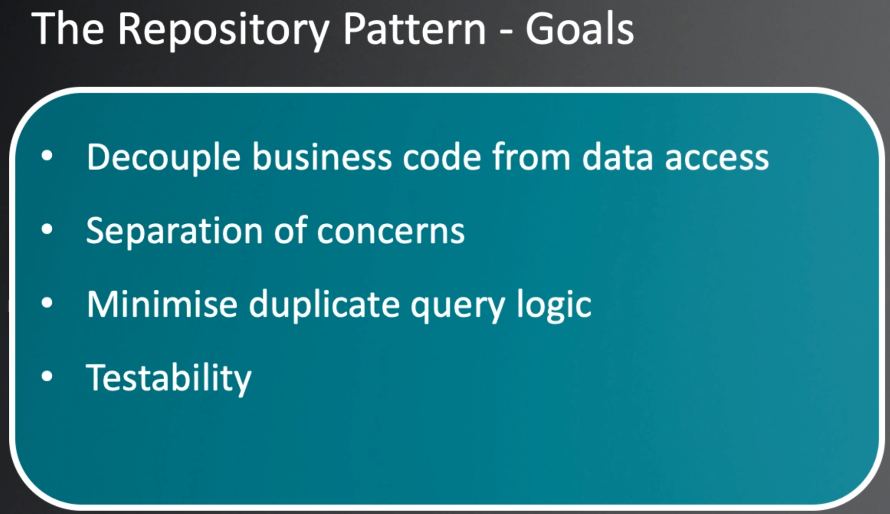 The Repository Pattern - Goals
• Decouple business code from data access
• Separation of concerns
• Minimise duplicate query logic
• Testability